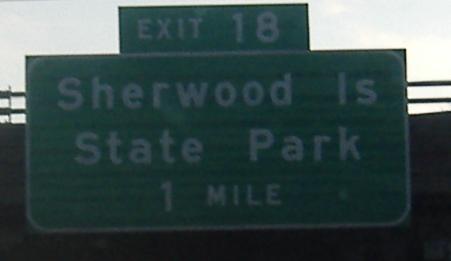 EXIT 18
Sherwood Is
State Park
1 MILE